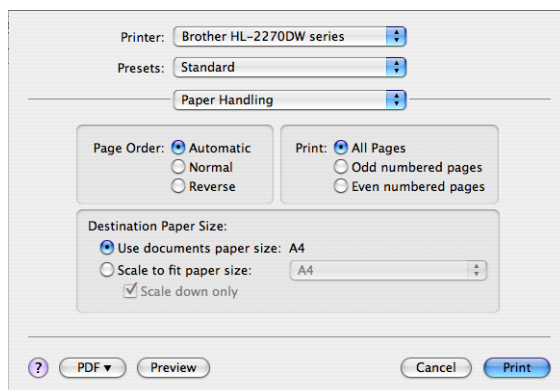 Printer: Brother HL-2270DW series
Presets: Standard
Paper Handling
Page Order: Automatic
Normal
Reverse
Print: All Pages
Odd numbered pages
Even numbered pages
Destination Paper Size:
Use documents paper size: A4
Scale to fit paper size: A4
Scale down only
? PDF ▼ Preview Cancel Print